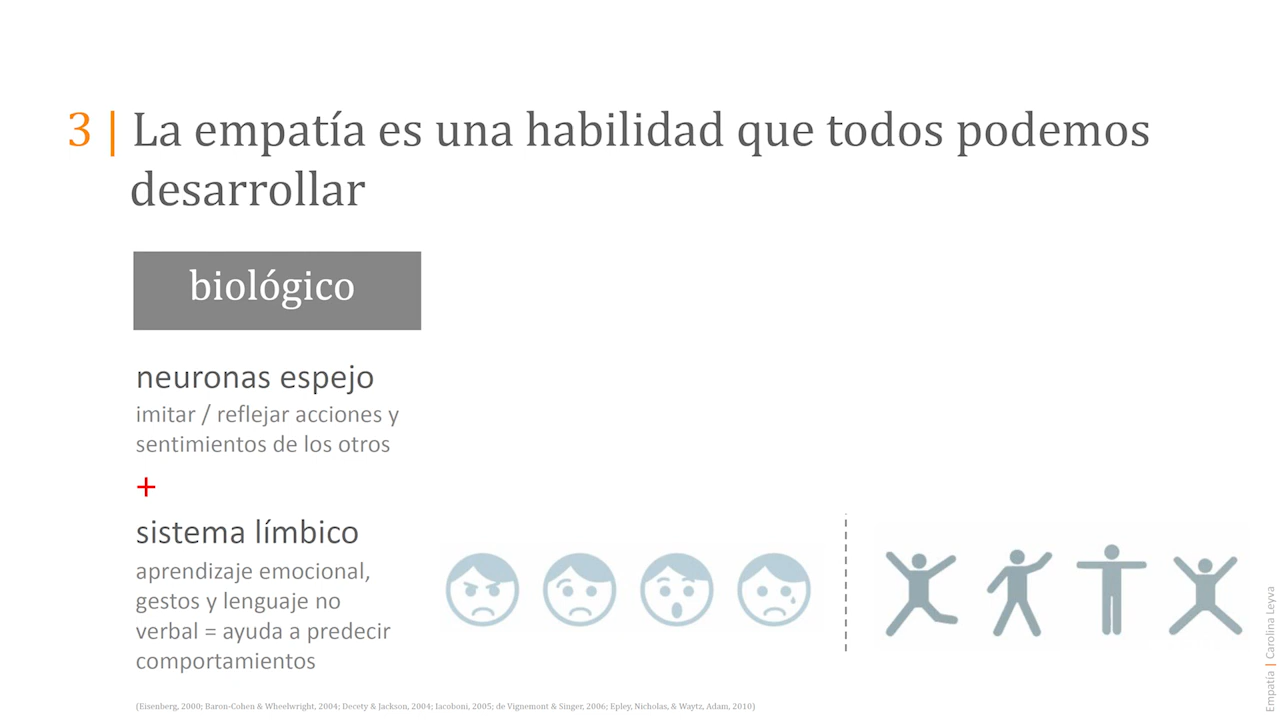 3 | La empatía es una habilidad que todos podemos
desarrollar
biológico
neuronas espejo
imitar / reflejar acciones y
sentimientos de los otros
+
sistema límbico
aprendizaje emocional,
gestos y lenguaje no
verbal = ayuda a predecir
comportamientos
(Eisenberg, 2000; Baron-Cohen & Wheelwright, 2004; Decety & Jackson, 2004; Iacoboni, 2005; de Vignemont & Singer, 2006; Epley, Nicholas, & Waytz, Adam, 2010)
Empatía | Carolina Leyva